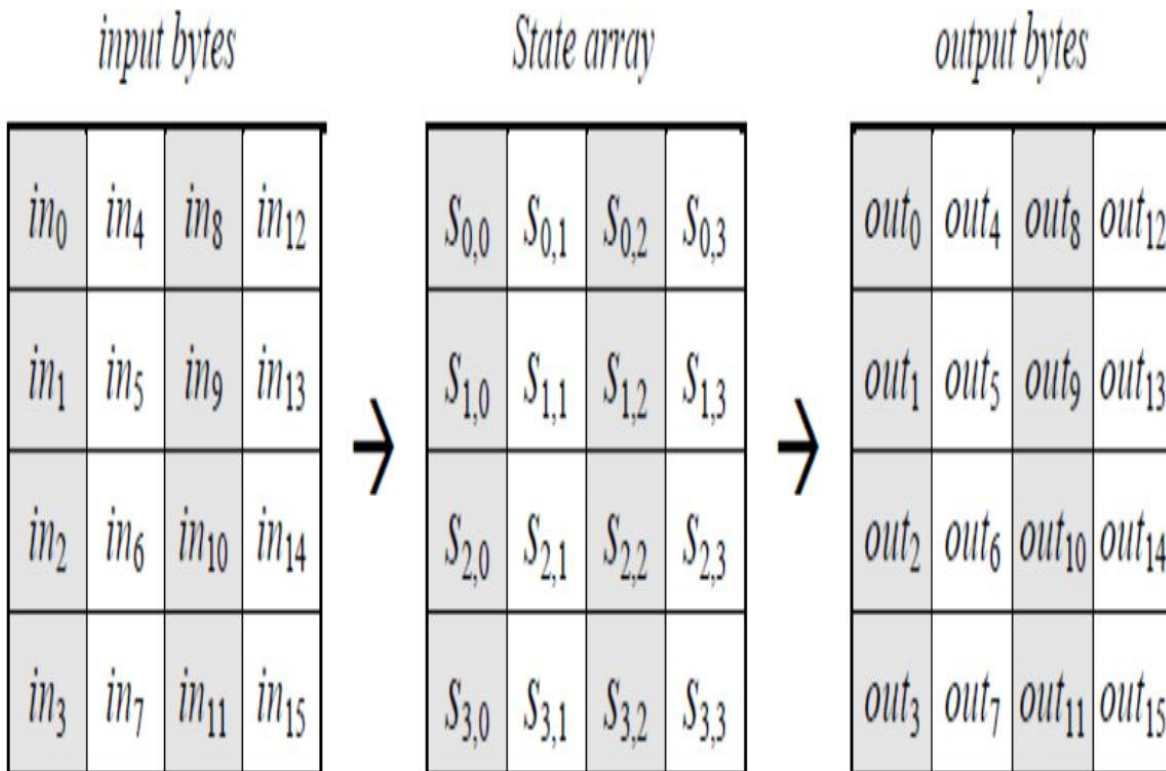 input bytes State array output bytes
in₀ in₄ in₈ in₁₂ S₀,₀ S₀,₁ S₀,₂ S₀,₃ out₀ out₄ out₈ out₁₂
in₁ in₅ in₉ in₁₃ S₁,₀ S₁,₁ S₁,₂ S₁,₃ out₁ out₅ out₉ out₁₃
→ →
in₂ in₆ in₁₀ in₁₄ S₂,₀ S₂,₁ S₂,₂ S₂,₃ out₂ out₆ out₁₀ out₁₄
in₃ in₇ in₁₁ in₁₅ S₃,₀ S₃,₁ S₃,₂ S₃,₃ out₃ out₇ out₁₁ out₁₅